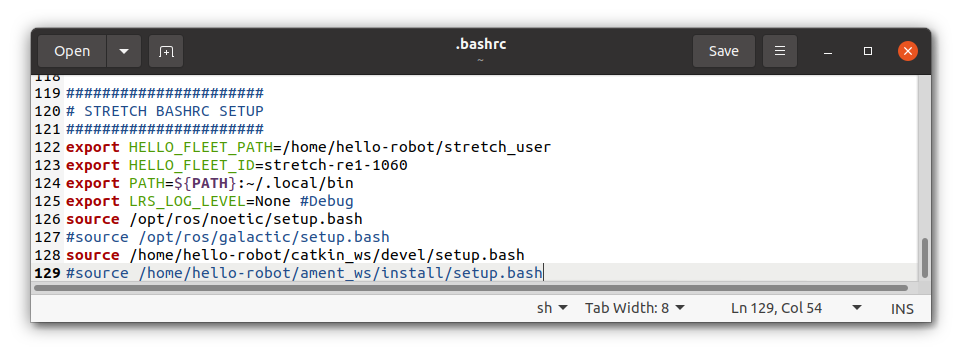 Open
.bashrc
~
Save
118
119 ######################
120 # STRETCH BASHRC SETUP
121 ######################
122 export HELLO_FLEET_PATH=/home/hello-robot/stretch_user
123 export HELLO_FLEET_ID=stretch-re1-1060
124 export PATH=${PATH}:~/.local/bin
125 export LRS_LOG_LEVEL=None #Debug
126 source /opt/ros/noetic/setup.bash
127 #source /opt/ros/galactic/setup.bash
128 source /home/hello-robot/catkin_ws/devel/setup.bash
129 #source /home/hello-robot/ament_ws/install/setup.bash
sh Tab Width: 8 Ln 129, Col 54 INS